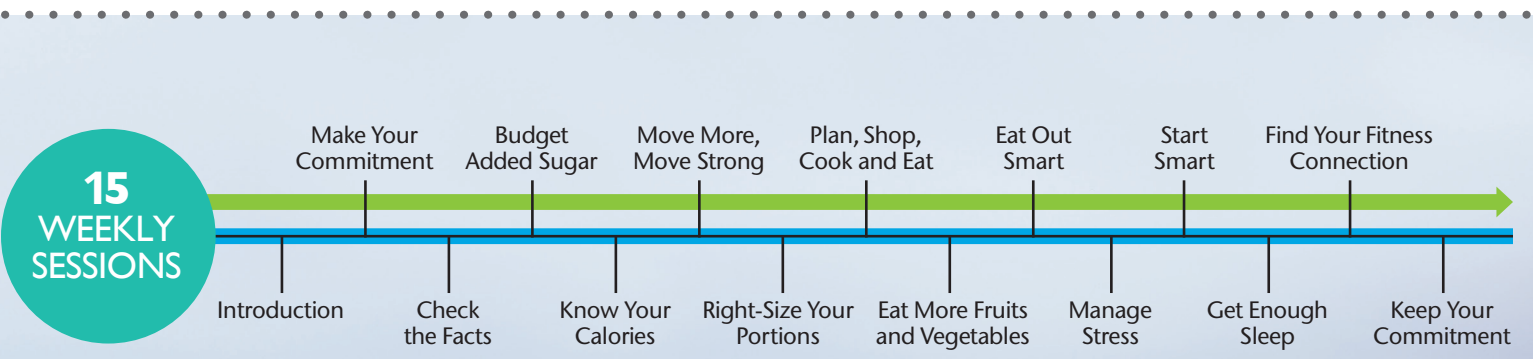 15
WEEKLY
SESSIONS
Make Your
Commitment
Budget
Added Sugar
Move More,
Move Strong
Plan, Shop,
Cook and Eat
Eat Out
Smart
Start
Smart
Find Your Fitness
Connection
Introduction
Check
the Facts
Know Your
Calories
Right-Size Your
Portions
Eat More Fruits
and Vegetables
Manage
Stress
Get Enough
Sleep
Keep Your
Commitment